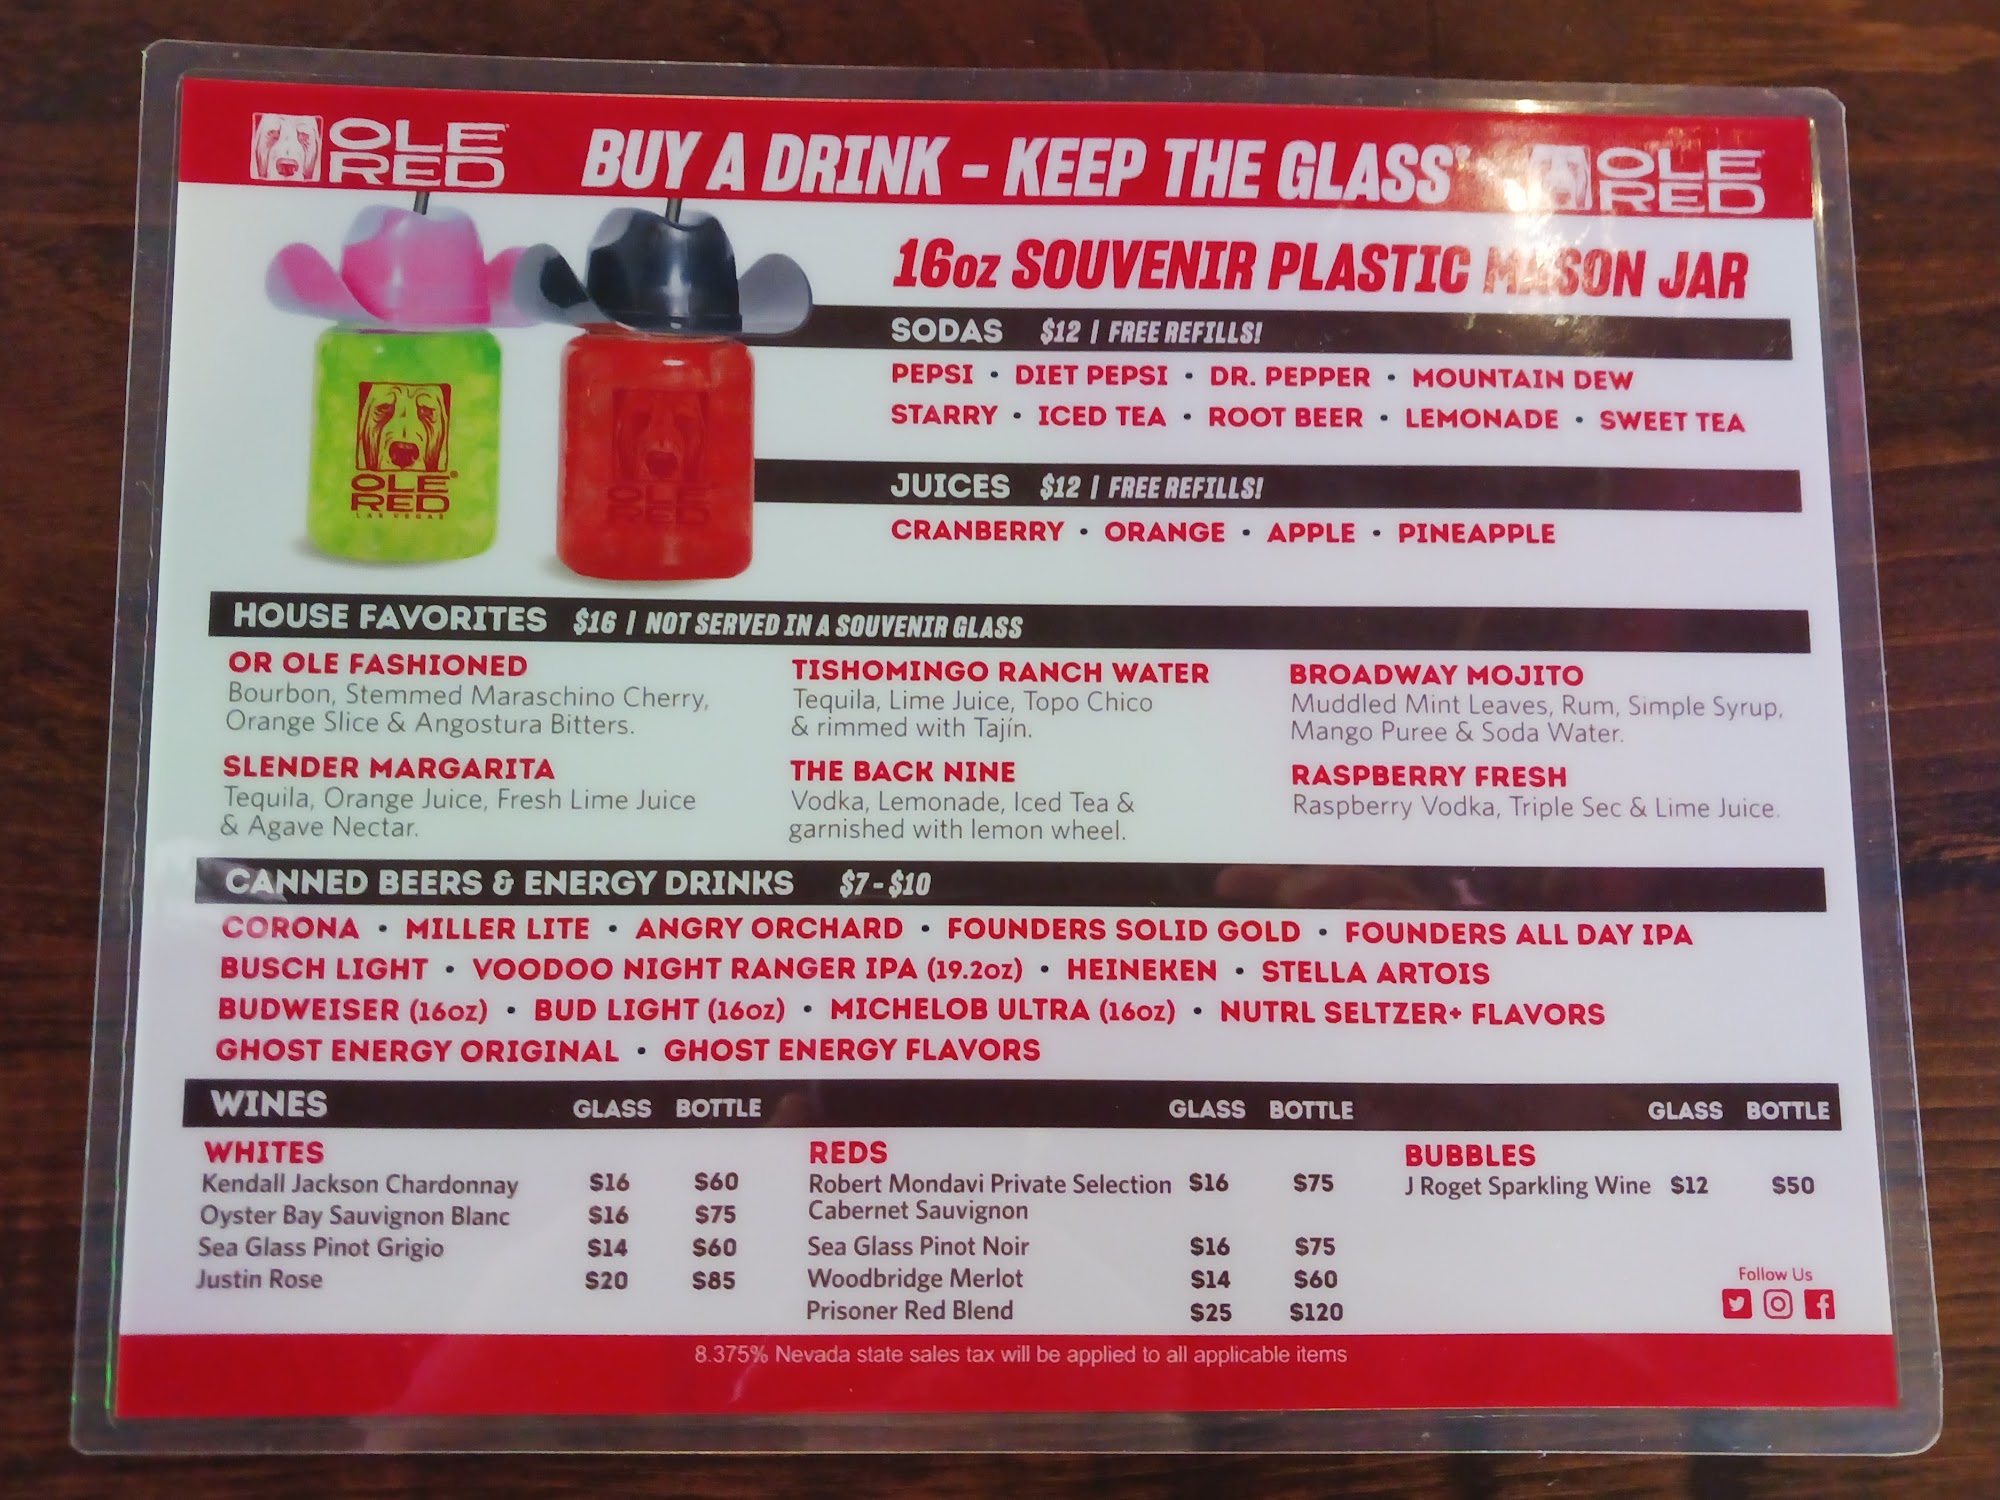 OLE RED
BUY A DRINK - KEEP THE GLASS
OLE RED
16oz SOUVENIR PLASTIC MASON JAR
SODAS $12 | FREE REFILLS!
PEPSI • DIET PEPSI • DR. PEPPER • MOUNTAIN DEW
STARRY • ICED TEA • ROOT BEER • LEMONADE • SWEET TEA
OLE RED
LAS VEGAS
OLE RED
JUICES $12 | FREE REFILLS!
CRANBERRY • ORANGE • APPLE • PINEAPPLE
HOUSE FAVORITES $16 | NOT SERVED IN A SOUVENIR GLASS
OR OLE FASHIONED
Bourbon, Stemmed Maraschino Cherry,
Orange Slice & Angostura Bitters.
TISHOMINGO RANCH WATER
Tequila, Lime Juice, Topo Chico
& rimmed with Tajín.
BROADWAY MOJITO
Muddled Mint Leaves, Rum, Simple Syrup,
Mango Puree & Soda Water.
SLENDER MARGARITA
Tequila, Orange Juice, Fresh Lime Juice
& Agave Nectar.
THE BACK NINE
Vodka, Lemonade, Iced Tea &
garnished with lemon wheel.
RASPBERRY FRESH
Raspberry Vodka, Triple Sec & Lime Juice.
CANNED BEERS & ENERGY DRINKS $7 - $10
CORONA • MILLER LITE • ANGRY ORCHARD • FOUNDERS SOLID GOLD • FOUNDERS ALL DAY IPA
BUSCH LIGHT • VOODOO NIGHT RANGER IPA (19.2oz) • HEINEKEN • STELLA ARTOIS
BUDWEISER (16oz) • BUD LIGHT (16oz) • MICHELOB ULTRA (16oz) • NUTRL SELTZER+ FLAVORS
GHOST ENERGY ORIGINAL • GHOST ENERGY FLAVORS
WINES GLASS BOTTLE GLASS BOTTLE GLASS BOTTLE
WHITES
Kendall Jackson Chardonnay $16 $60
Oyster Bay Sauvignon Blanc $16 $75
Sea Glass Pinot Grigio $14 $60
Justin Rose $20 $85
REDS
Robert Mondavi Private Selection $16 $75
Cabernet Sauvignon
Sea Glass Pinot Noir $16 $75
Woodbridge Merlot $14 $60
Prisoner Red Blend $25 $120
BUBBLES
J Roget Sparkling Wine $12 $50
Follow Us
8.375% Nevada state sales tax will be applied to all applicable items